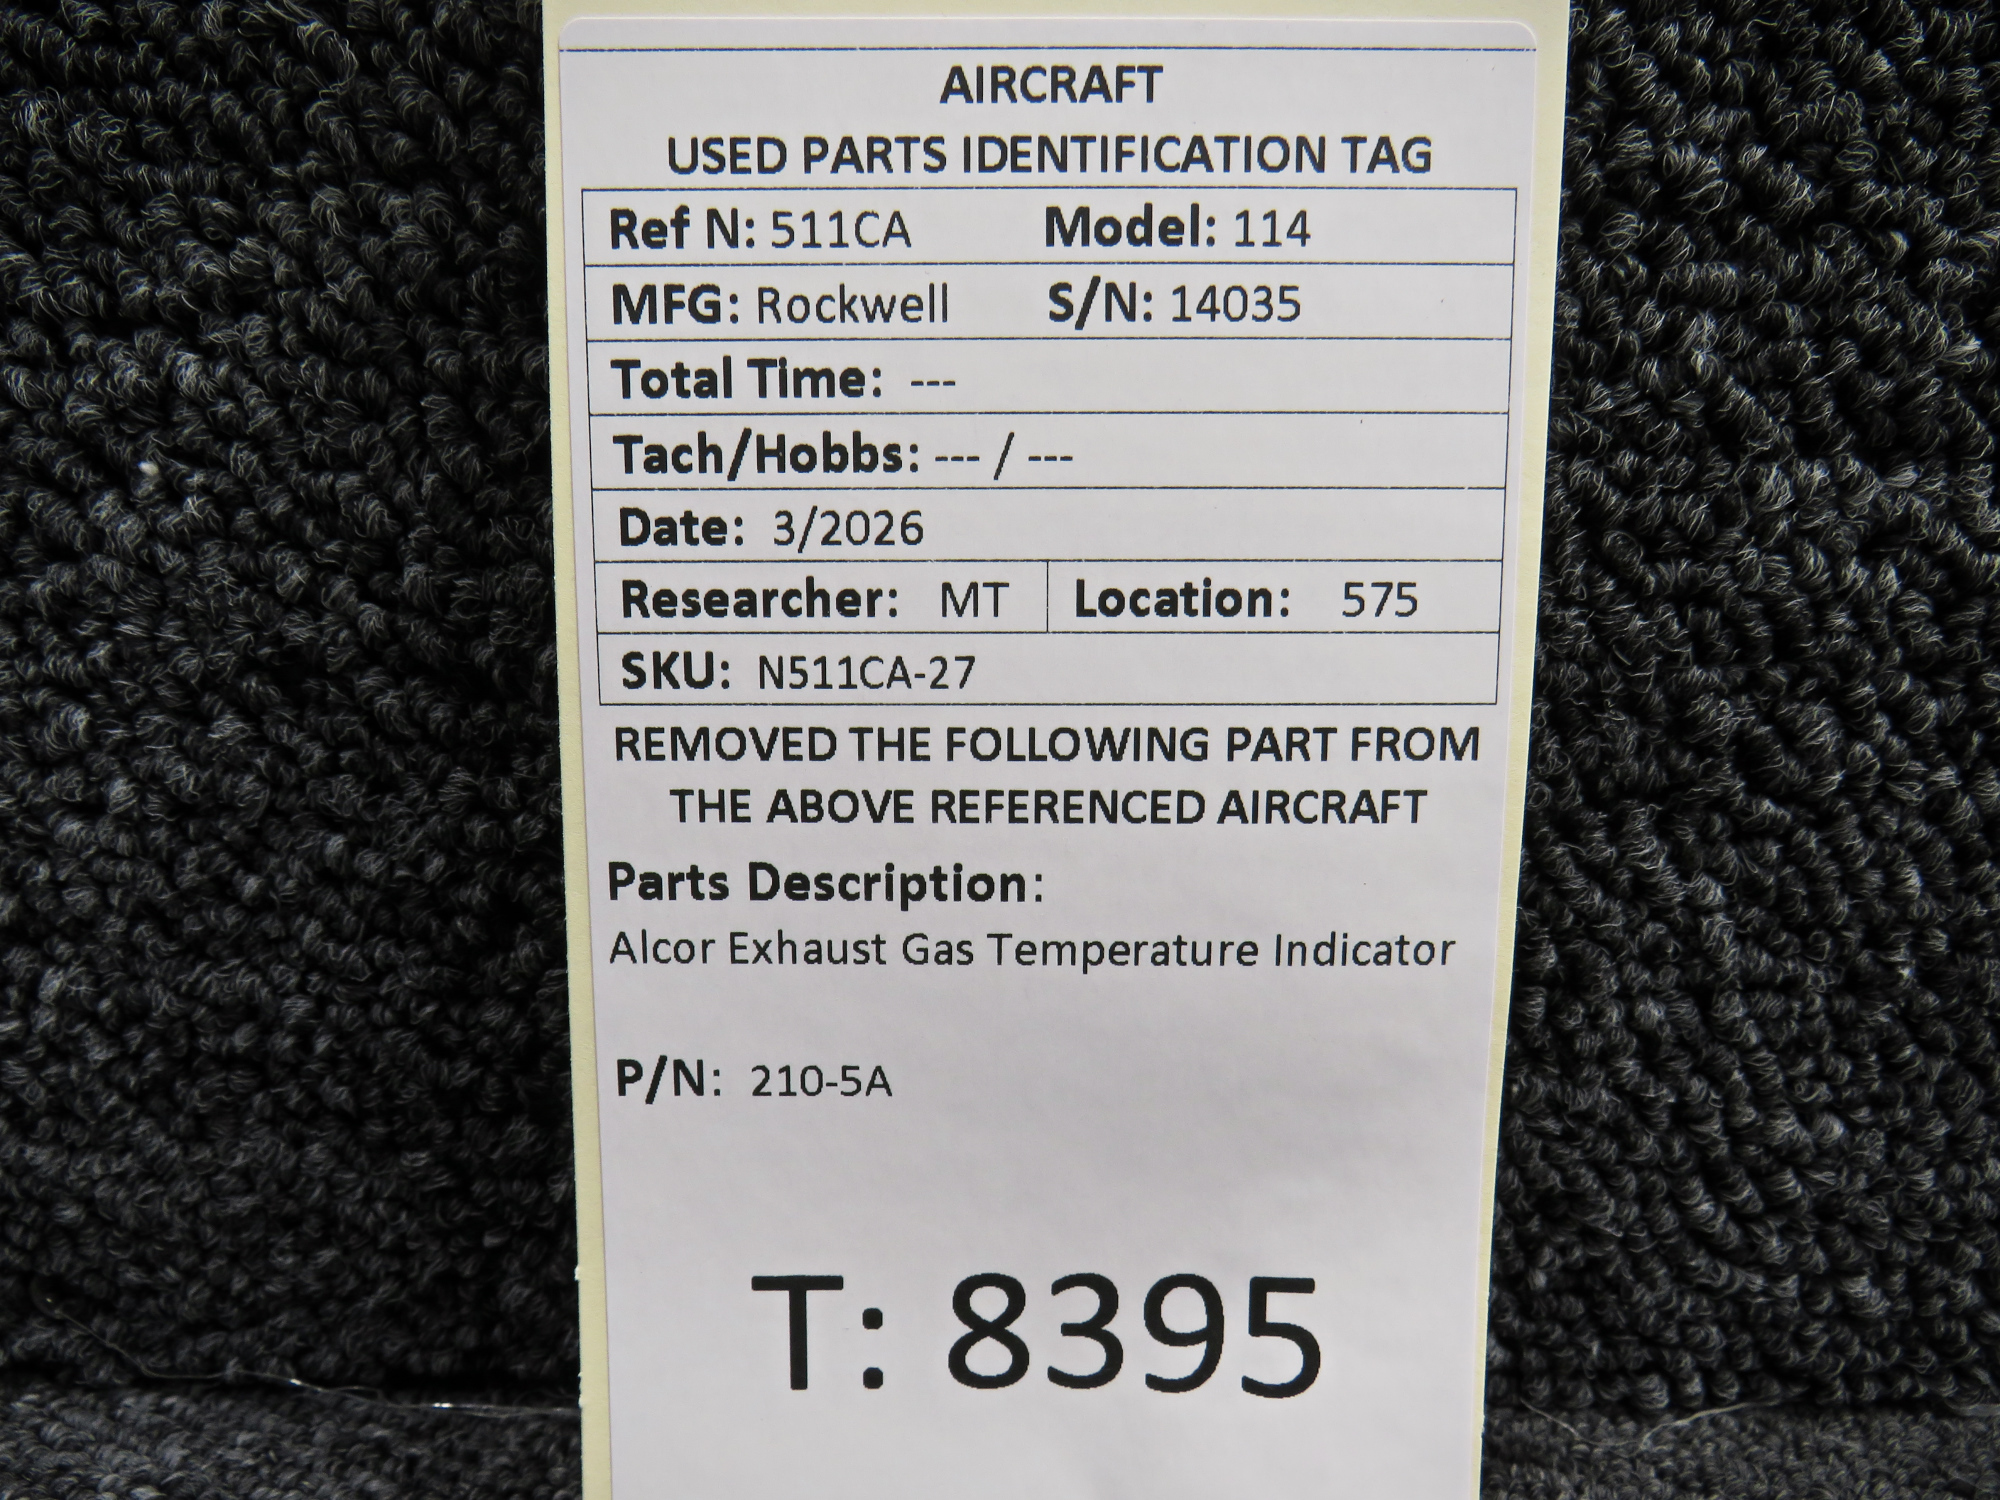 AIRCRAFT
USED PARTS IDENTIFICATION TAG
Ref N: 511CA Model: 114
MFG: Rockwell S/N: 14035
Total Time: ---
Tach/Hobbs: --- / ---
Date: 3/2026
Researcher: MT Location: 575
SKU: N511CA-27
REMOVED THE FOLLOWING PART FROM
THE ABOVE REFERENCED AIRCRAFT
Parts Description:
Alcor Exhaust Gas Temperature Indicator
P/N: 210-5A
T: 8395